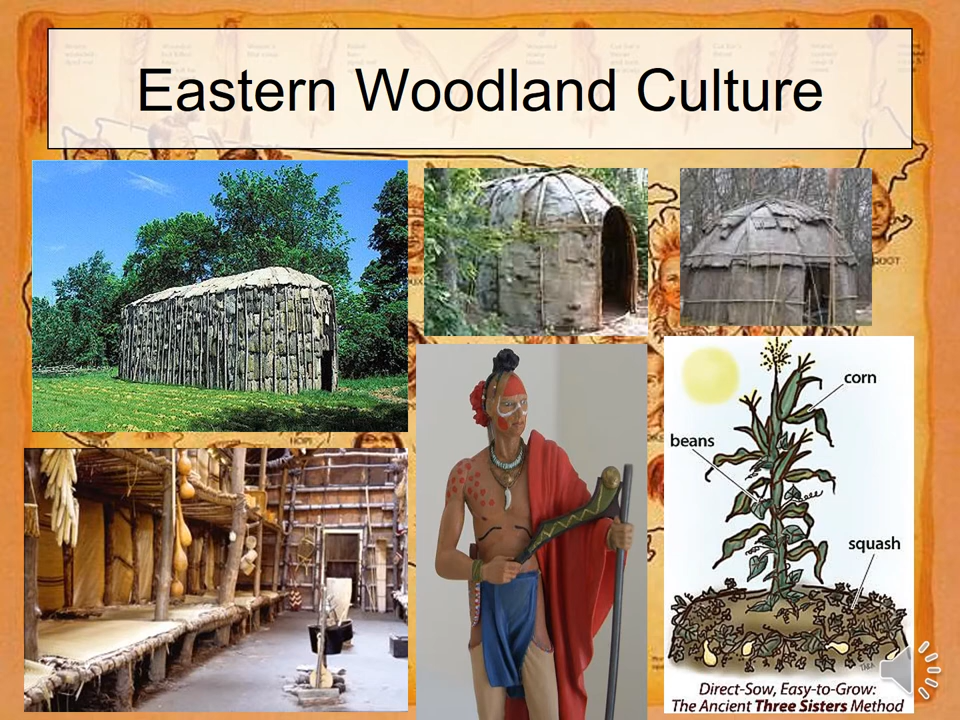 Eastern Woodland Culture
corn
beans
squash
Direct-Sow, Easy-to-Grow:
The Ancient Three Sisters Method